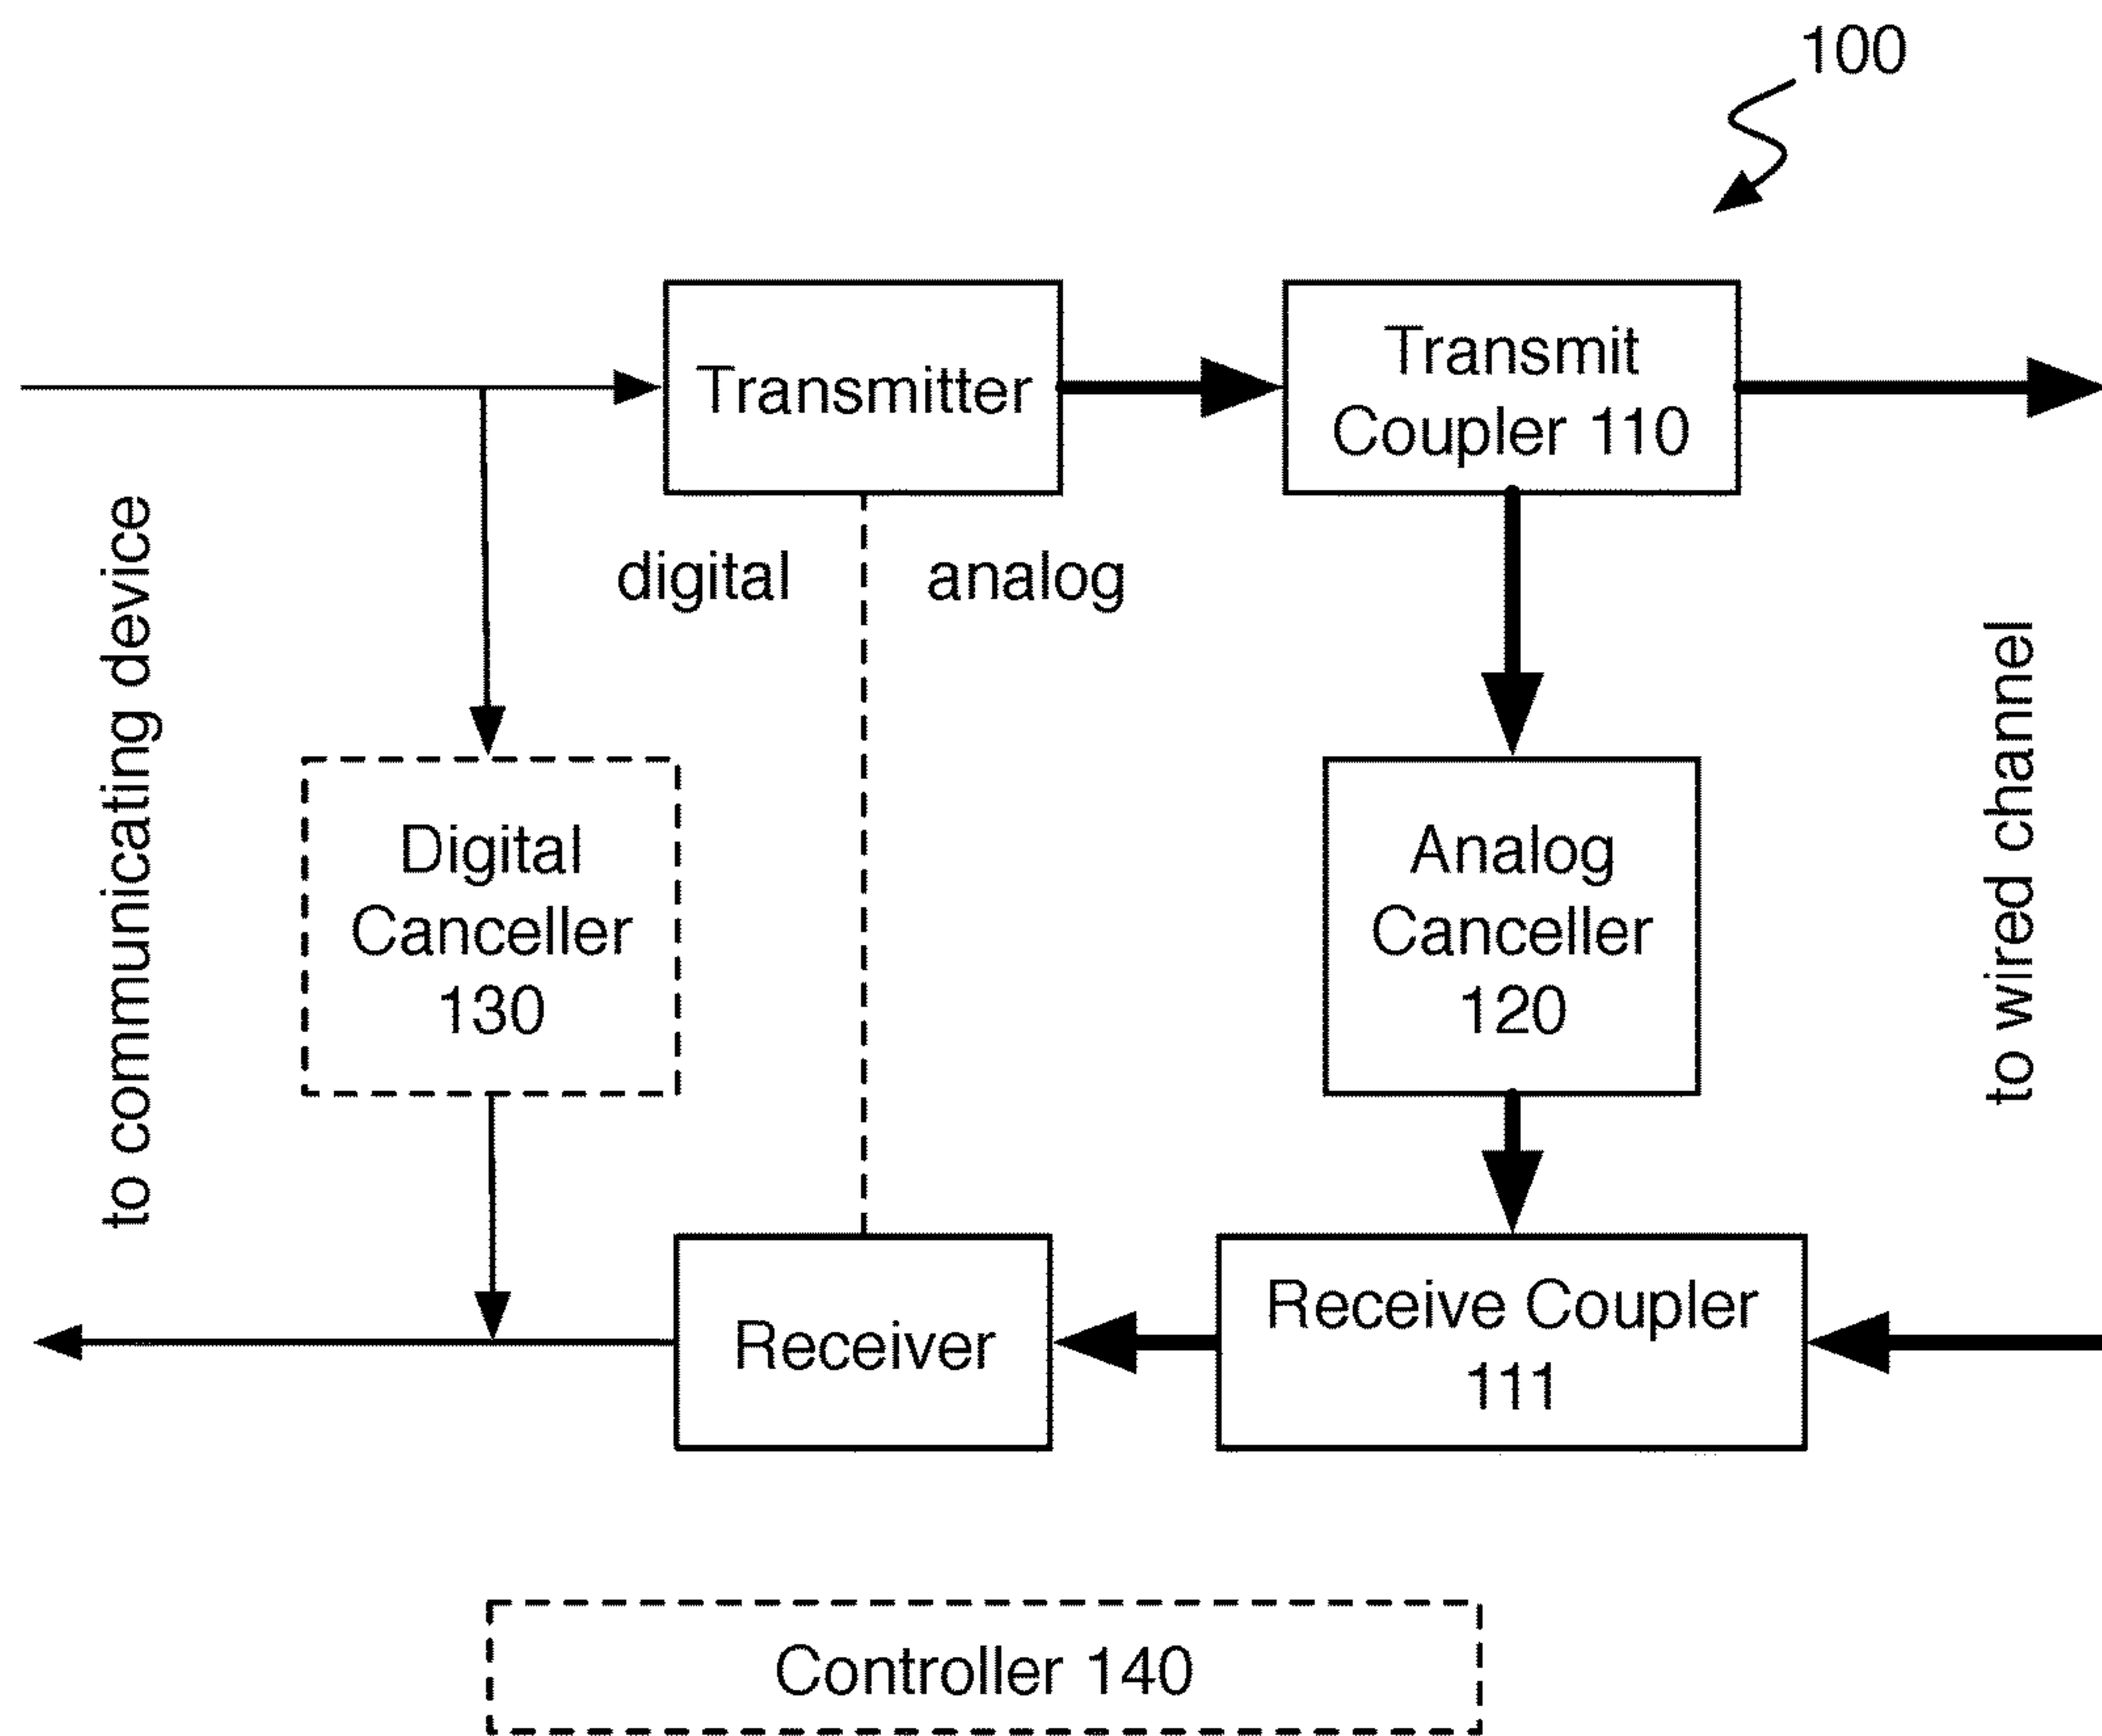 100
Transmitter
Transmit
Coupler 110
digital
analog
to communicating device
to wired channel
Digital
Canceller
130
Analog
Canceller
120
Receiver
Receive Coupler
111
Controller 140